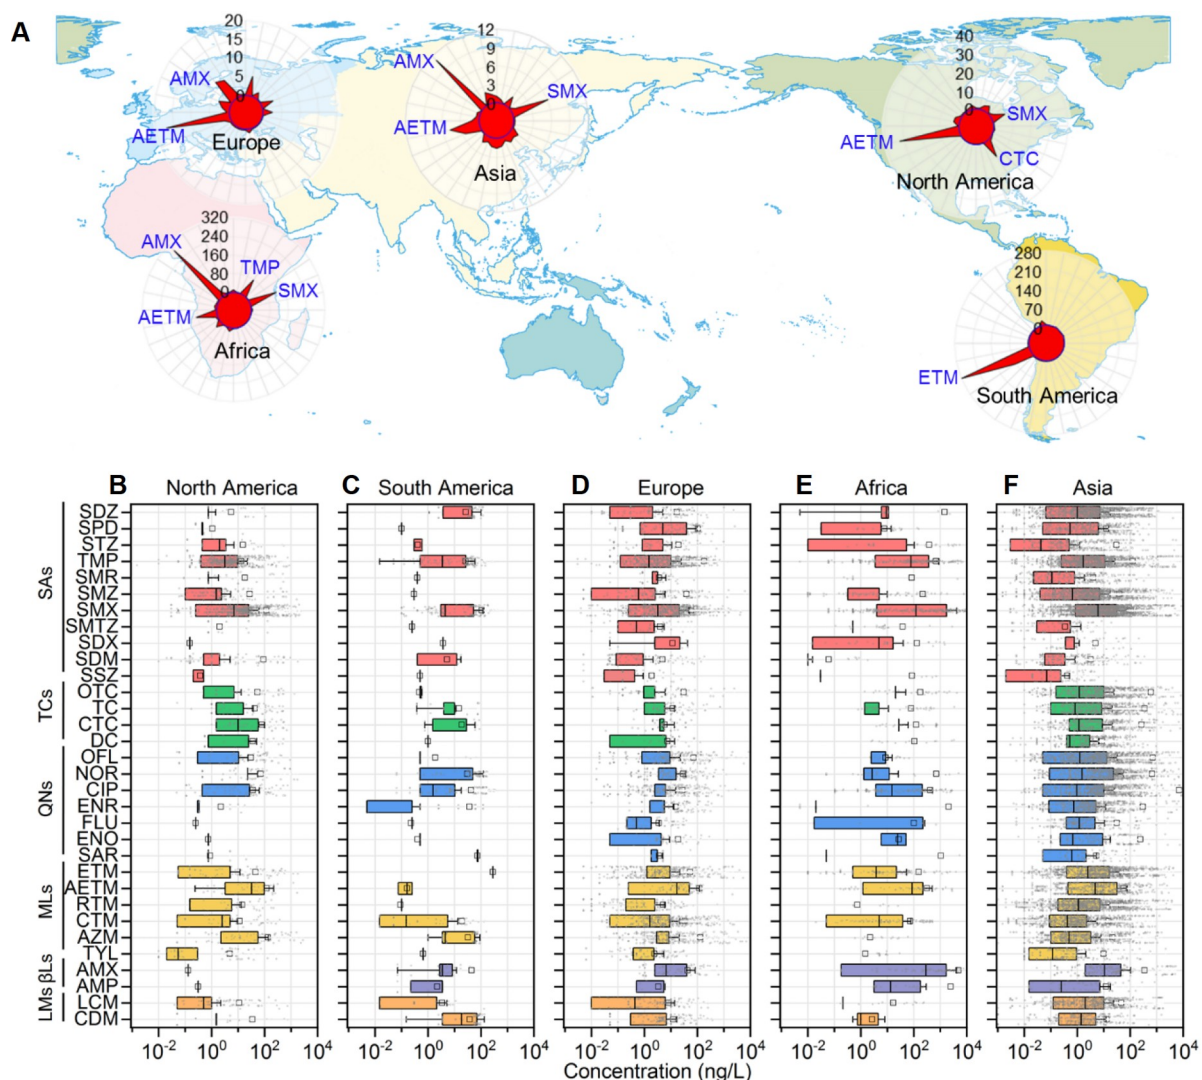 A
20
15
10
5
0
AMX
AETM
Europe
12
9
6
3
0
AMX
SMX
AETM
Asia
40
30
20
10
0
SMX
AETM
CTC
North America
320
240
160
80
0
AMX
TMP
SMX
AETM
Africa
280
210
140
70
0
ETM
South America
B North America
C South America
D Europe
E Africa
F Asia
SAs
SDZ
SPD
STZ
TMP
SMR
SMZ
SMX
SMTZ
SDX
SDM
SSZ
TCs
OTC
TC
CTC
DC
QNs
OFL
NOR
CIP
ENR
FLU
ENO
SAR
MLs
ETM
AETM
RTM
CTM
AZM
TYL
βLs
AMX
AMP
LMs
LCM
CDM
10⁻² 10⁰ 10² 10⁴ 10⁻² 10⁰ 10² 10⁴ 10⁻² 10⁰ 10² 10⁴ 10⁻² 10⁰ 10² 10⁴ 10⁻² 10⁰ 10² 10⁴
Concentration (ng/L)